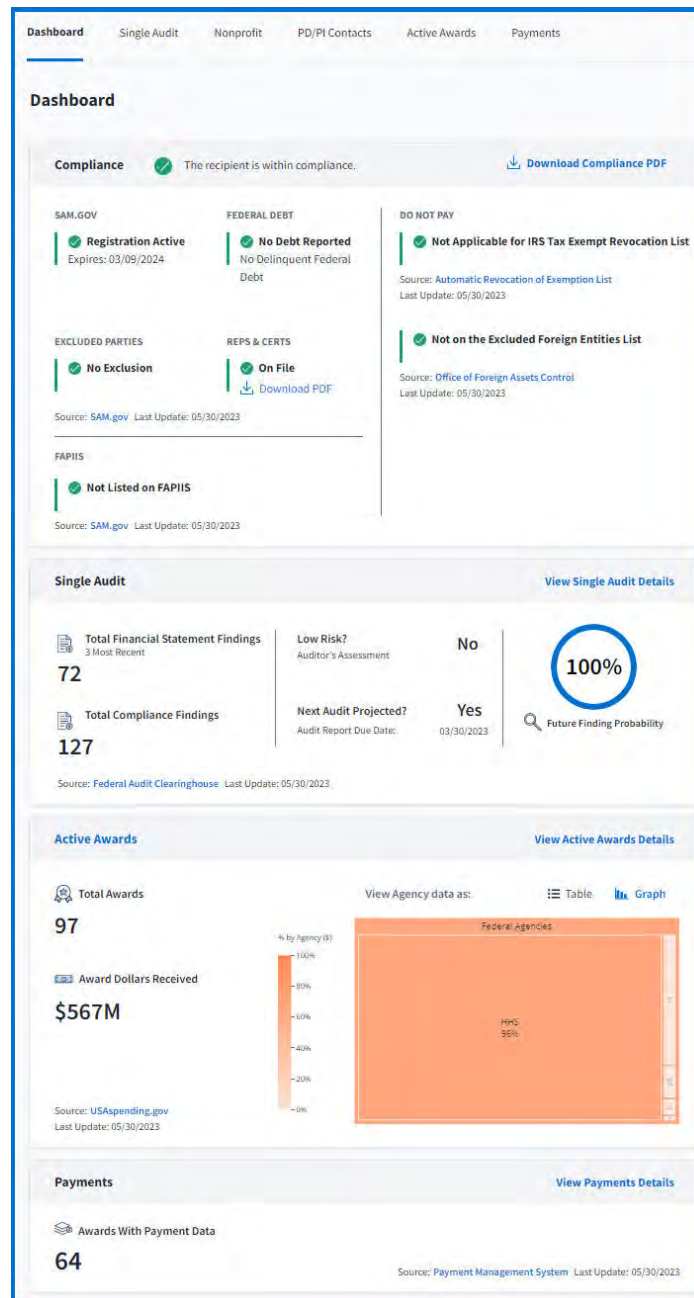 Dashboard Single Audit Nonprofit PD/PI Contacts Active Awards Payments
Dashboard
Compliance The recipient is within compliance. Download Compliance PDF
SAM.GOV
Registration Active
Expires: 03/09/2024
FEDERAL DEBT
No Debt Reported
No Delinquent Federal
Debt
EXCLUDED PARTIES
No Exclusion
REPS & CERTS
On File
Download PDF
Source: SAM.gov Last Update: 05/30/2023
FAPIIS
Not Listed on FAPIIS
Source: SAM.gov Last Update: 05/30/2023
DO NOT PAY
Not Applicable for IRS Tax Exempt Revocation List
Source: Automatic Revocation of Exemption List
Last Update: 05/30/2023
Not on the Excluded Foreign Entities List
Source: Office of Foreign Assets Control
Last Update: 05/30/2023
Single Audit View Single Audit Details
Total Financial Statement Findings
3 Most Recent
72
Total Compliance Findings
127
Low Risk? No
Auditor's Assessment
Next Audit Projected? Yes
Audit Report Due Date: 03/30/2023
100%
Future Finding Probability
Source: Federal Audit Clearinghouse Last Update: 05/30/2023
Active Awards View Active Awards Details
Total Awards
97
Award Dollars Received
$567M
Source: USAspending.gov
Last Update: 05/30/2023
View Agency data as: Table Graph
% by Agency ($)
100%
80%
60%
40%
20%
0%
Federal Agencies
HHS
96%
Payments View Payments Details
Awards With Payment Data
64
Source: Payment Management System Last Update: 05/30/2023